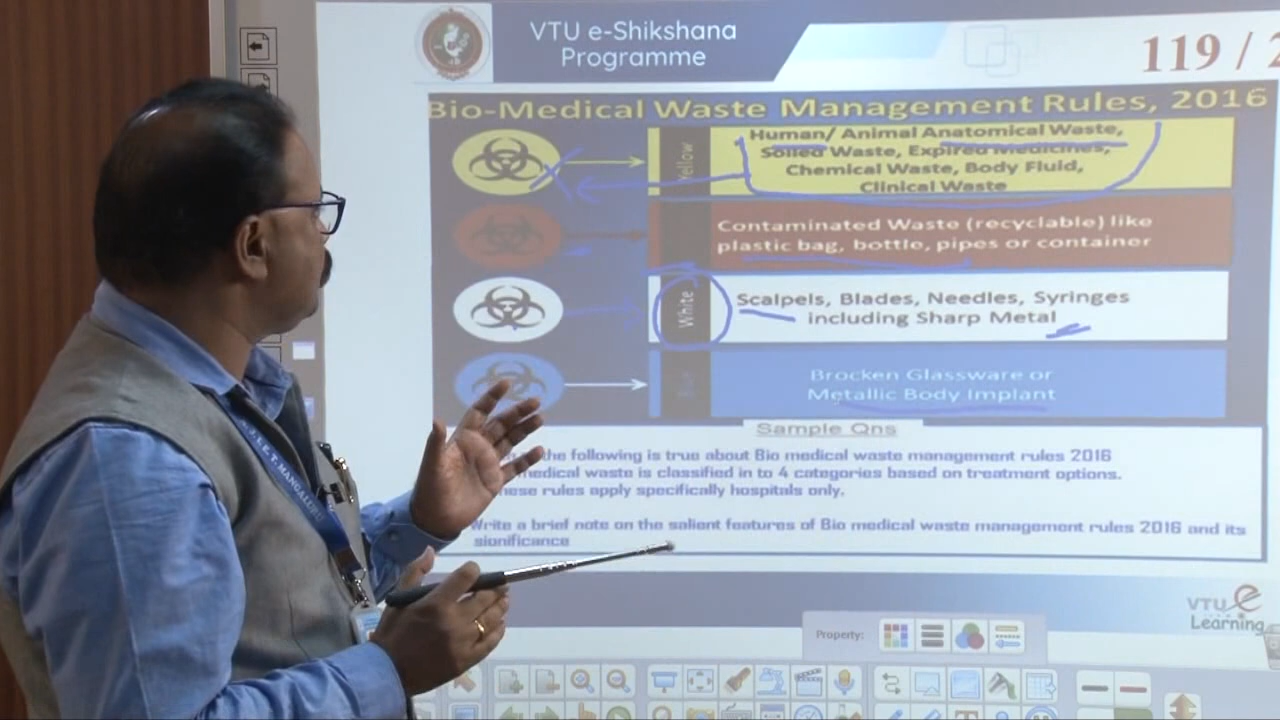 VTU e-Shikshana
Programme
119 / 2
Bio-Medical Waste Management Rules, 2016
Yellow
Human/ Animal Anatomical Waste,
Soiled Waste, Expired Medicines,
Chemical Waste, Body Fluid,
Clinical Waste
Contaminated Waste (recyclable) like
plastic bag, bottle, pipes or container
White
Scalpels, Blades, Needles, Syringes
including Sharp Metal
Brocken Glassware or
Metallic Body Implant
Sample Qns
the following is true about Bio medical waste management rules 2016
medical waste is classified in to 4 categories based on treatment options.
these rules apply specifically hospitals only.
Write a brief note on the salient features of Bio medical waste management rules 2016 and its
significance
VTU e
Learning
Property: